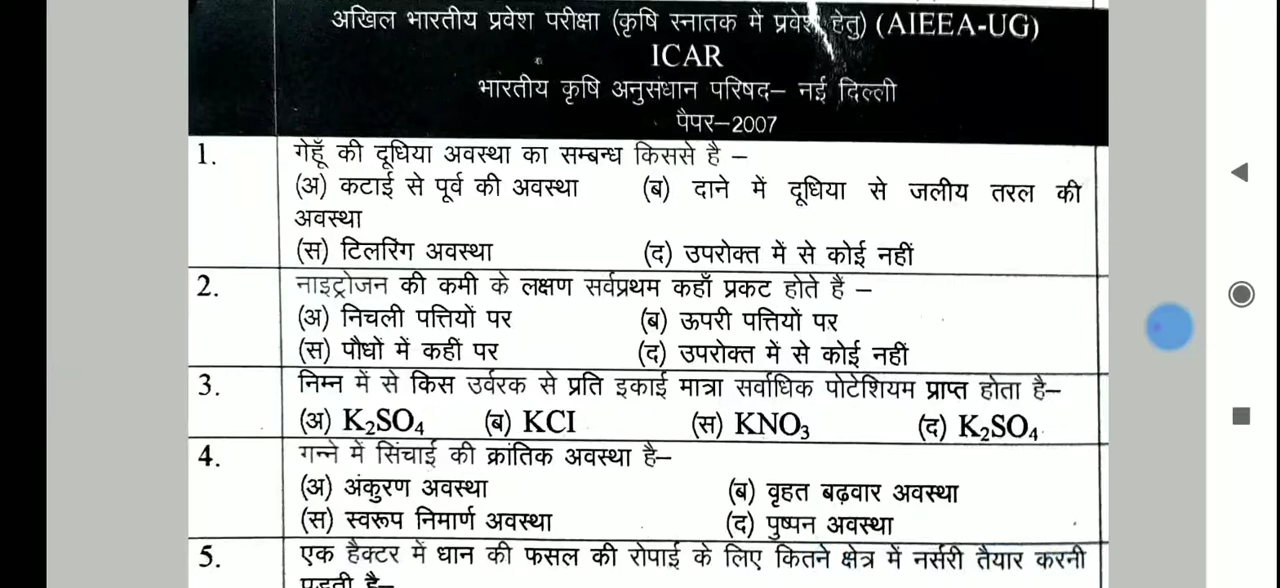 अखिल भारतीय प्रवेश परीक्षा (कृषि स्नातक में प्रवेश हेतु) (AIEEA-UG)
ICAR
भारतीय कृषि अनुसंधान परिषद– नई दिल्ली
पैपर–2007
1. गेहूँ की दूधिया अवस्था का सम्बन्ध किससे है –
(अ) कटाई से पूर्व की अवस्था (ब) दाने में दूधिया से जलीय तरल की
अवस्था
(स) टिलरिंग अवस्था (द) उपरोक्त में से कोई नहीं
2. नाइट्रोजन की कमी के लक्षण सर्वप्रथम कहाँ प्रकट होते हैं –
(अ) निचली पत्तियों पर (ब) ऊपरी पत्तियों पर
(स) पौधों में कहीं पर (द) उपरोक्त में से कोई नहीं
3. निम्न में से किस उर्वरक से प्रति इकाई मात्रा सर्वाधिक पोटेशियम प्राप्त होता है–
(अ) K₂SO₄ (ब) KCI (स) KNO₃ (द) K₂SO₄
4. गन्ने में सिंचाई की क्रांतिक अवस्था है–
(अ) अंकुरण अवस्था (ब) वृहत बढ़वार अवस्था
(स) स्वरूप निमार्ण अवस्था (द) पुष्पन अवस्था
5. एक हैक्टर में धान की फसल की रोपाई के लिए कितने क्षेत्र में नर्सरी तैयार करनी
पड़ती है–